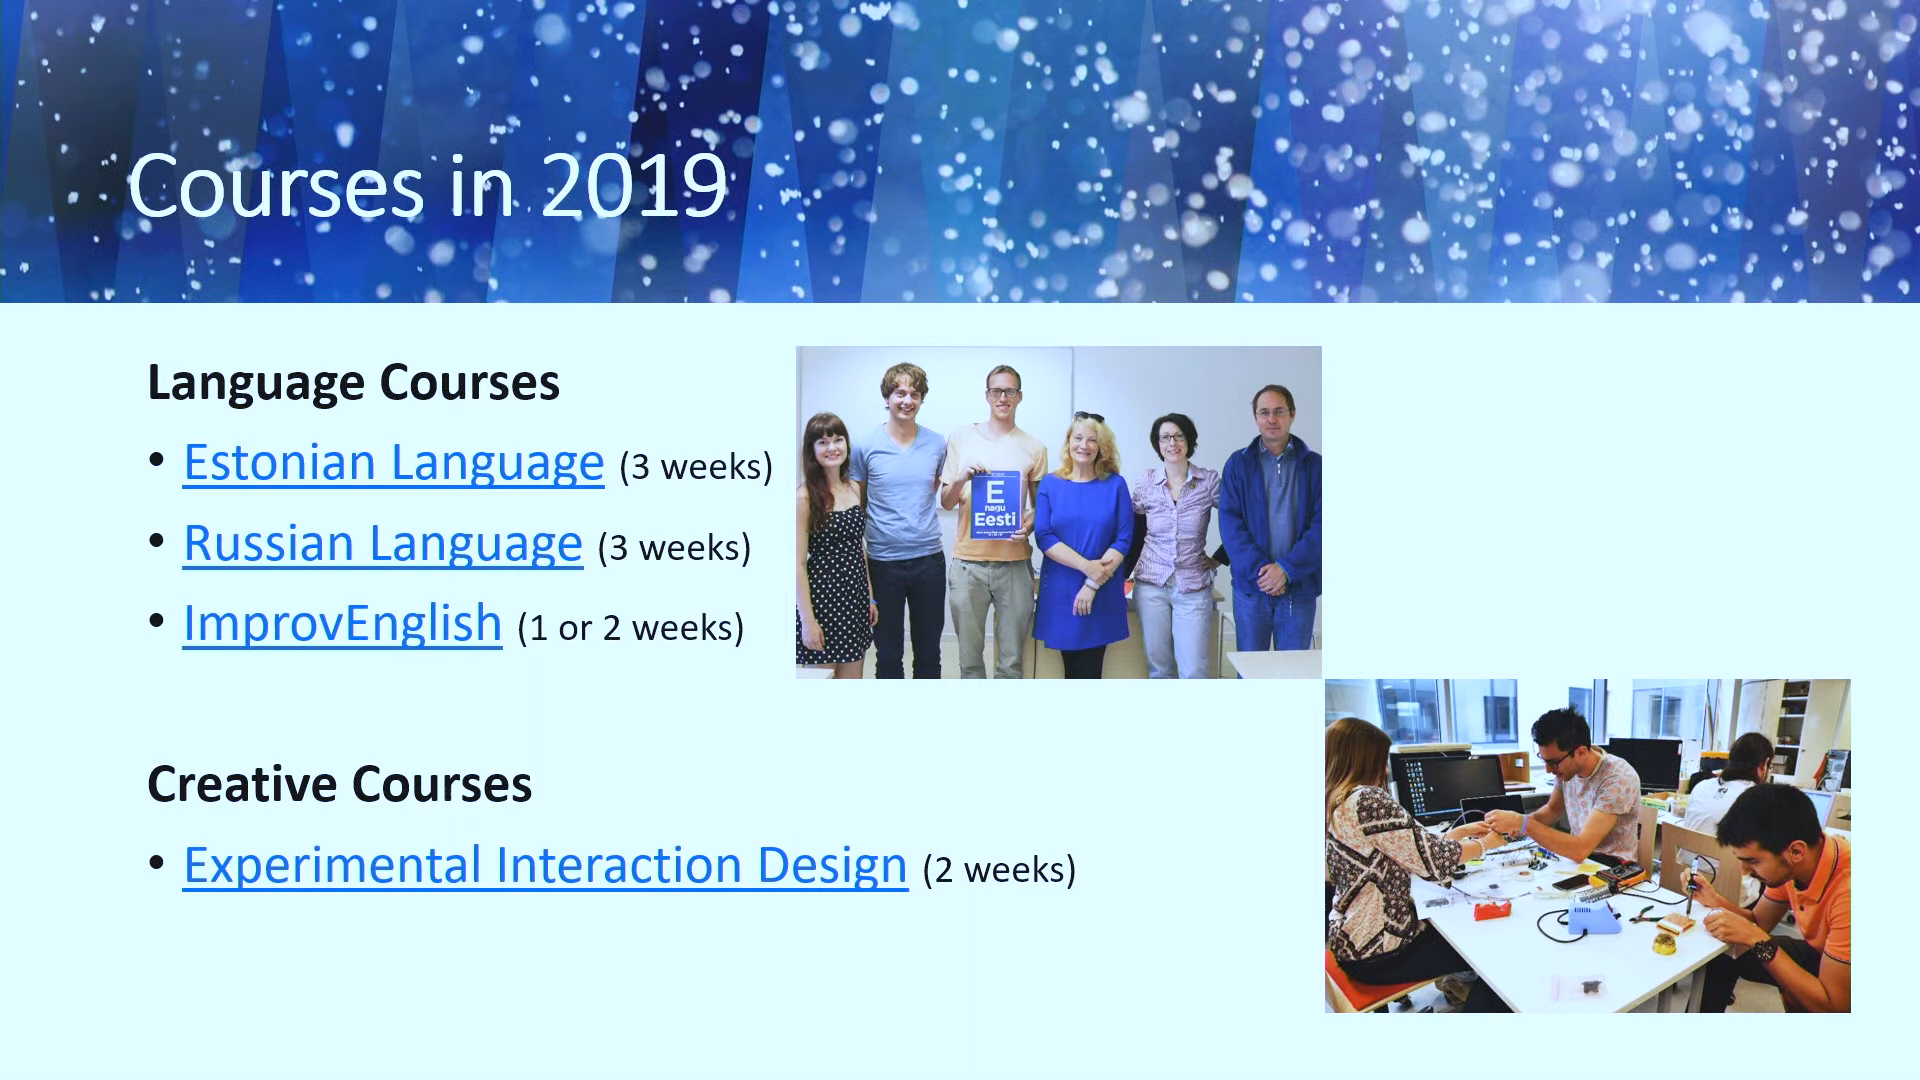 Courses in 2019
Language Courses
• Estonian Language (3 weeks)
• Russian Language (3 weeks)
• ImprovEnglish (1 or 2 weeks)
E
nagu
Eesti
Creative Courses
• Experimental Interaction Design (2 weeks)